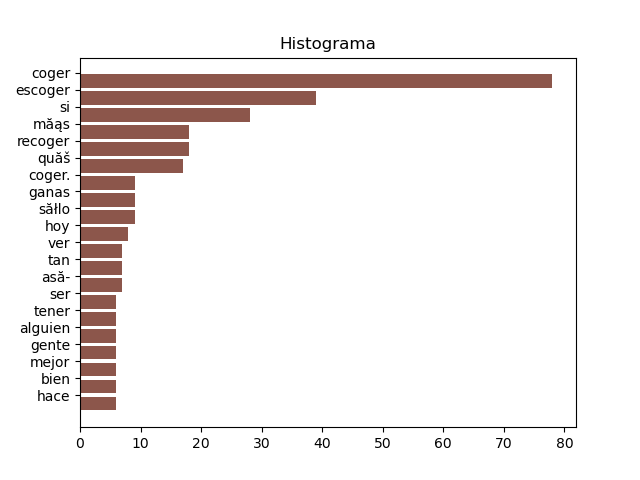 Histograma
coger
escoger
si
măąs
recoger
quăš
coger.
ganas
săłlo
hoy
ver
tan
asă-
ser
tener
alguien
gente
mejor
bien
hace
0 10 20 30 40 50 60 70 80